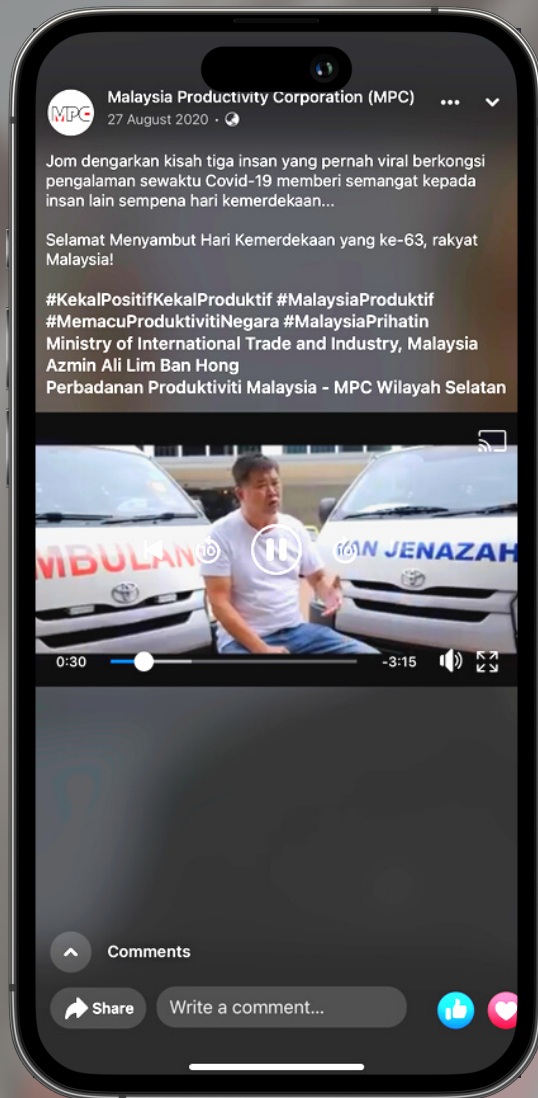 MPC
Malaysia Productivity Corporation (MPC)
27 August 2020 ·
Jom dengarkan kisah tiga insan yang pernah viral berkongsi
pengalaman sewaktu Covid-19 memberi semangat kepada
insan lain sempena hari kemerdekaan...
Selamat Menyambut Hari Kemerdekaan yang ke-63, rakyat
Malaysia!
#KekalPositifKekalProduktif #MalaysiaProduktif
#MemacuProduktivitiNegara #MalaysiaPrihatin
Ministry of International Trade and Industry, Malaysia
Azmin Ali Lim Ban Hong
Perbadanan Produktiviti Malaysia - MPC Wilayah Selatan
MBULAN
AN JENAZAH
10
10
0:30
-3:15
Comments
Share
Write a comment...